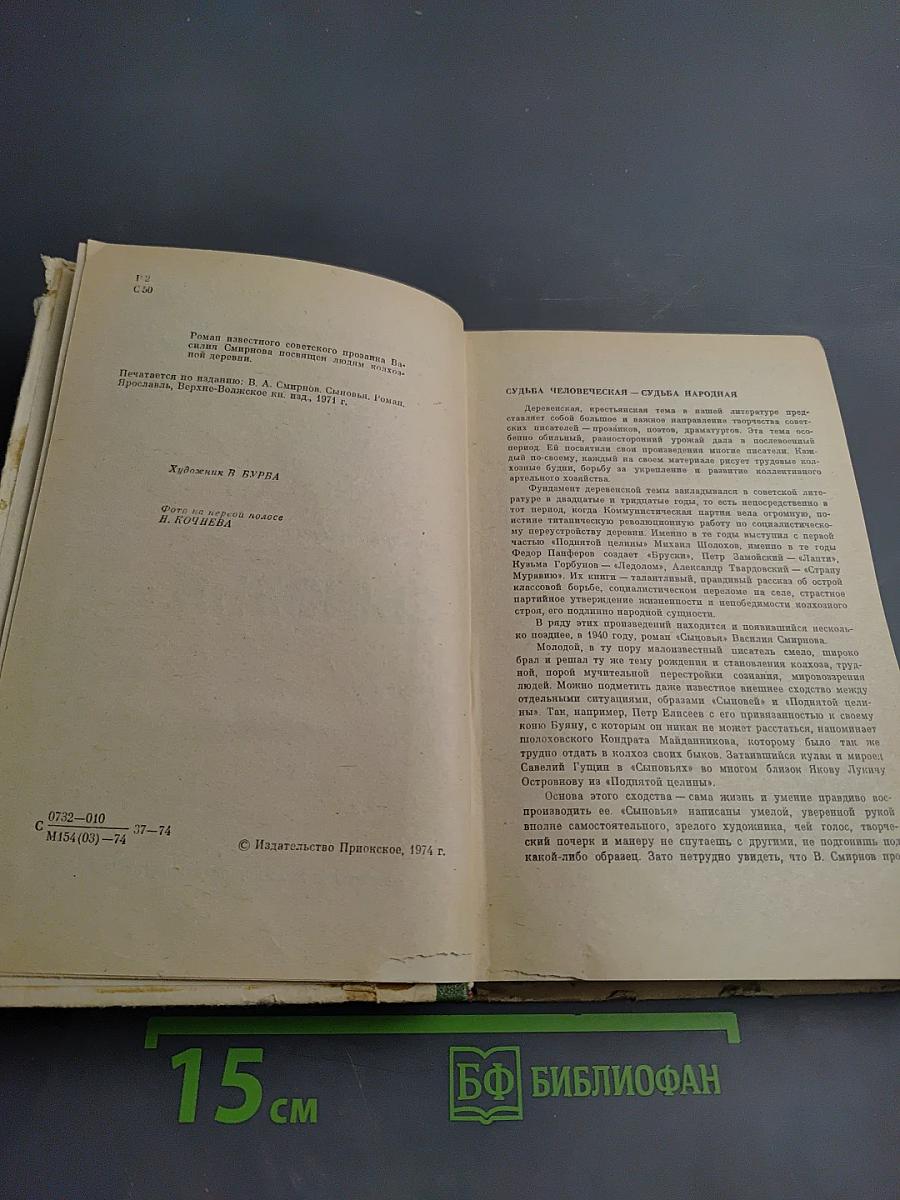 Р 2
С 50
Роман известного советского прозаика Ва-
силия Смирнова посвящен людям колхоз-
ной деревни.
Печатается по изданию: В. А. Смирнов. Сыновья. Роман.
Ярославль, Верхне-Волжское кн. изд., 1971 г.
Художник В. БУРБА
Фото на первой полосе
Н. КОЧНЕВА
С 0732—010
М154(03)—74 37—74
© Издательство Приокское, 1974 г.
СУДЬБА ЧЕЛОВЕЧЕСКАЯ — СУДЬБА НАРОДНАЯ
Деревенская, крестьянская тема в нашей литературе пред-
ставляет собой большое и важное направление творчества совет-
ских писателей — прозаиков, поэтов, драматургов. Эта тема осо-
бенно обильный, разносторонний урожай дала в послевоенный
период. Ей посвятили свои произведения многие писатели. Каж-
дый по-своему, каждый на своем материале рисует трудовые кол-
хозные будни, борьбу за укрепление и развитие коллективного
артельного хозяйства.
Фундамент деревенской темы закладывался в советской лите-
ратуре в двадцатые и тридцатые годы, то есть непосредственно в
тот период, когда Коммунистическая партия вела огромную, по-
истине титаническую революционную работу по социалистическо-
му переустройству деревни. Именно в те годы выступил с первой
частью «Поднятой целины» Михаил Шолохов, именно в те годы
Федор Панферов создает «Бруски», Петр Замойский — «Лапти»,
Кузьма Горбунов — «Ледолом», Александр Твардовский — «Страну
Муравию». Их книги — талантливый, правдивый рассказ об острой
классовой борьбе, социалистическом переломе на селе, страстное
партийное утверждение жизненности и непобедимости колхозного
строя, его подлинно народной сущности.
В ряду этих произведений находится и появившийся несколь-
ко позднее, в 1940 году, роман «Сыновья» Василия Смирнова.
Молодой, в ту пору малоизвестный писатель смело, широко
брал и решал ту же тему рождения и становления колхоза, труд-
ной, порой мучительной перестройки сознания, мировоззрения
людей. Можно подметить даже известное внешнее сходство между
отдельными ситуациями, образами «Сыновей» и «Поднятой цели-
ны». Так, например, Петр Елисеев с его привязанностью к своему
коню Буяну, с которым он никак не может расстаться, напоминает
шолоховского Кондрата Майданникова, которому было так же
трудно отдать в колхоз своих быков. Затаившийся кулак и мироед
Савелий Гущин в «Сыновьях» во многом близок Якову Лукичу
Островнову из «Поднятой целины».
Основа этого сходства — сама жизнь и умение правдиво вос-
производить ее. «Сыновья» написаны умелой, уверенной рукой
вполне самостоятельного, зрелого художника, чей голос, творче-
ский почерк и манеру не спутаешь с другими, не подгонишь под
какой-либо образец. Зато нетрудно увидеть, что В. Смирнов про
15 см
БФ БИБЛИОФАН